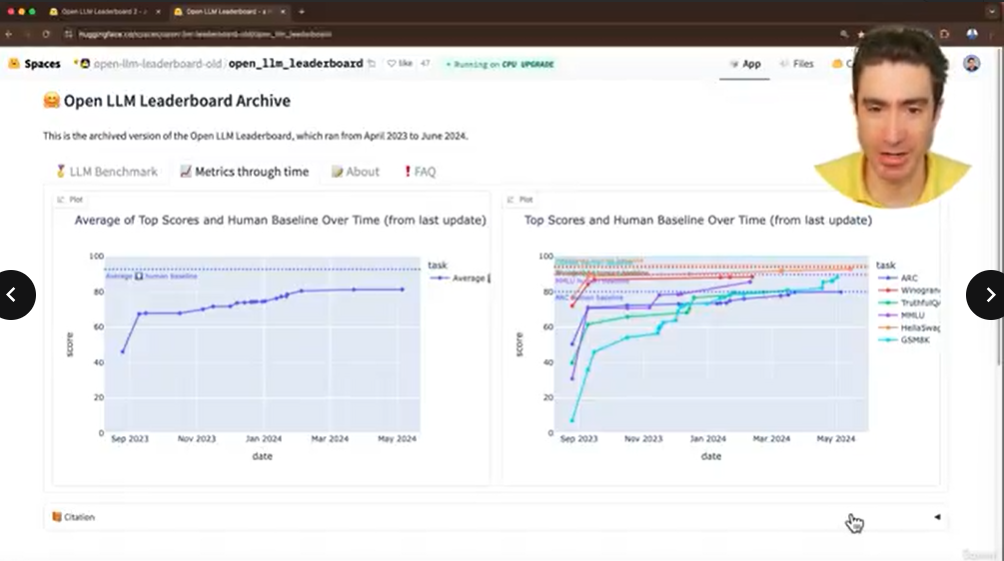 Open LLM Leaderboard 2 - a
Open LLM Leaderboard - a H
huggingface.co/spaces/open-llm-leaderboard-old/open_llm_leaderboard
Spaces open-llm-leaderboard-old/ open_llm_leaderboard like 47 Running on CPU UPGRADE App Files
Open LLM Leaderboard Archive
This is the archived version of the Open LLM Leaderboard, which ran from April 2023 to June 2024.
LLM Benchmark Metrics through time About FAQ
Plot
Average of Top Scores and Human Baseline Over Time (from last update)
100
80
60
40
20
0
score
Average human baseline
task
Average
Sep 2023 Nov 2023 Jan 2024 Mar 2024 May 2024
date
Plot
Top Scores and Human Baseline Over Time (from last update)
100
80
60
40
20
0
score
MMLU human baseline
ARC human baseline
task
ARC
Winogran
TruthfulQ
MMLU
HellaSwag
GSM8K
Sep 2023 Nov 2023 Jan 2024 Mar 2024 May 2024
date
Citation